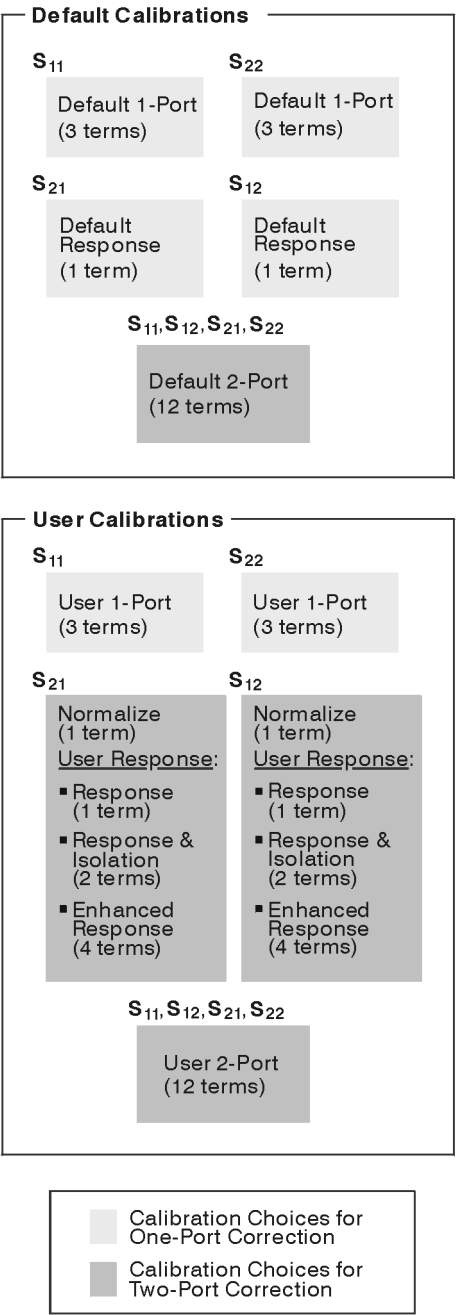 Default Calibrations
S11 S22
Default 1-Port
(3 terms)
Default 1-Port
(3 terms)
S21 S12
Default
Response
(1 term)
Default
Response
(1 term)
S11, S12, S21, S22
Default 2-Port
(12 terms)
User Calibrations
S11 S22
User 1-Port
(3 terms)
User 1-Port
(3 terms)
S21 S12
Normalize
(1 term)
User Response:
▪ Response
(1 term)
▪ Response &
Isolation
(2 terms)
▪ Enhanced
Response
(4 terms)
Normalize
(1 term)
User Response:
▪ Response
(1 term)
▪ Response &
Isolation
(2 terms)
▪ Enhanced
Response
(4 terms)
S11, S12, S21, S22
User 2-Port
(12 terms)
Calibration Choices for
One-Port Correction
Calibration Choices for
Two-Port Correction